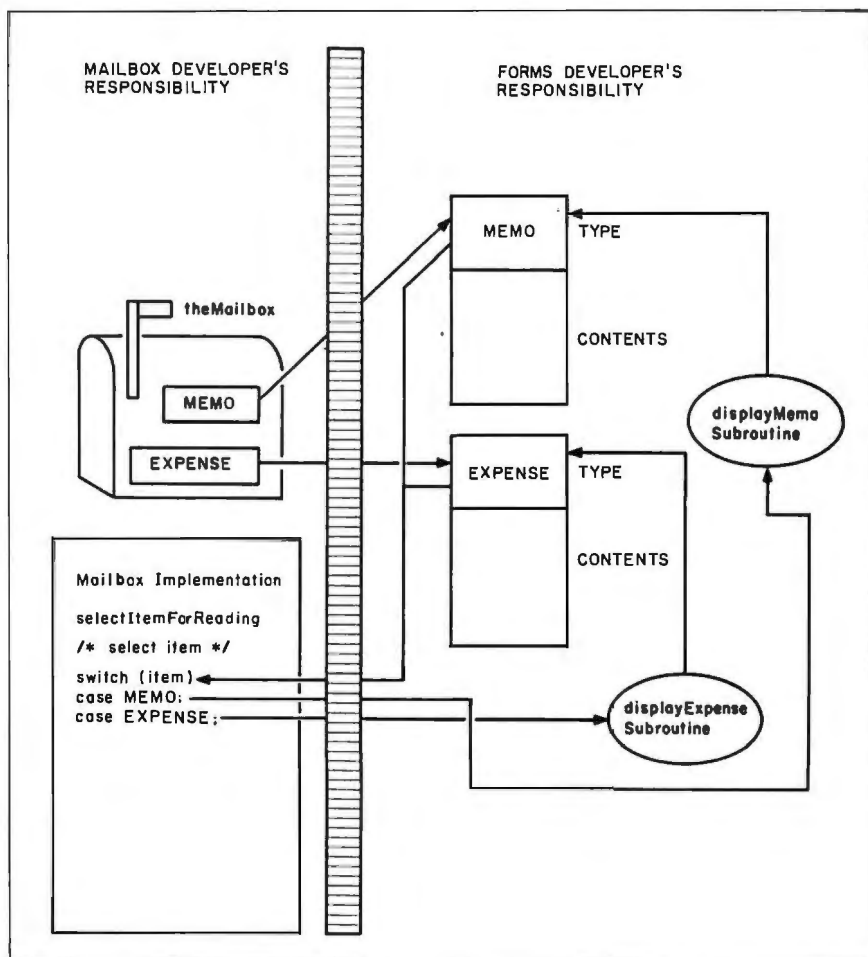 MAILBOX DEVELOPER'S
RESPONSIBILITY
FORMS DEVELOPER'S
RESPONSIBILITY
theMailbox
MEMO
EXPENSE
MEMO
TYPE
CONTENTS
EXPENSE
TYPE
CONTENTS
displayMemo
Subroutine
displayExpense
Subroutine
Mailbox Implementation
selectItemForReading
/* select item */
switch (item)
case MEMO;
case EXPENSE;